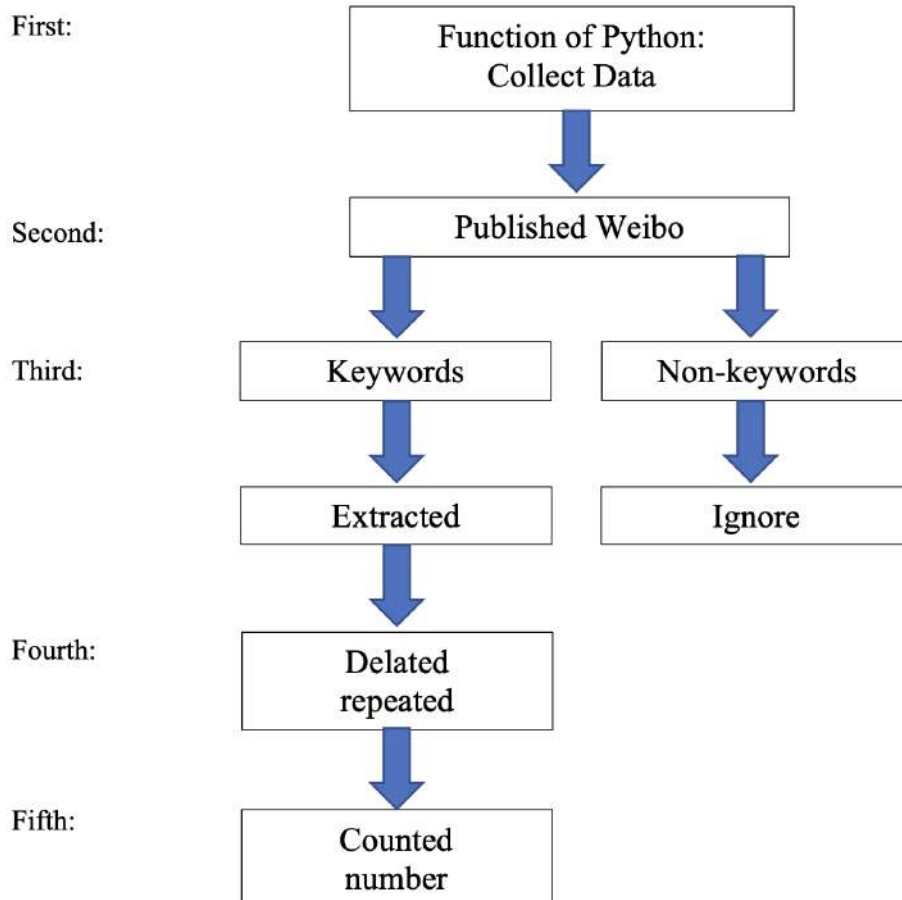 First:
Function of Python:
Collect Data
Second:
Published Weibo
Third:
Keywords
Non-keywords
Extracted
Ignore
Fourth:
Delated
repeated
Fifth:
Counted
number